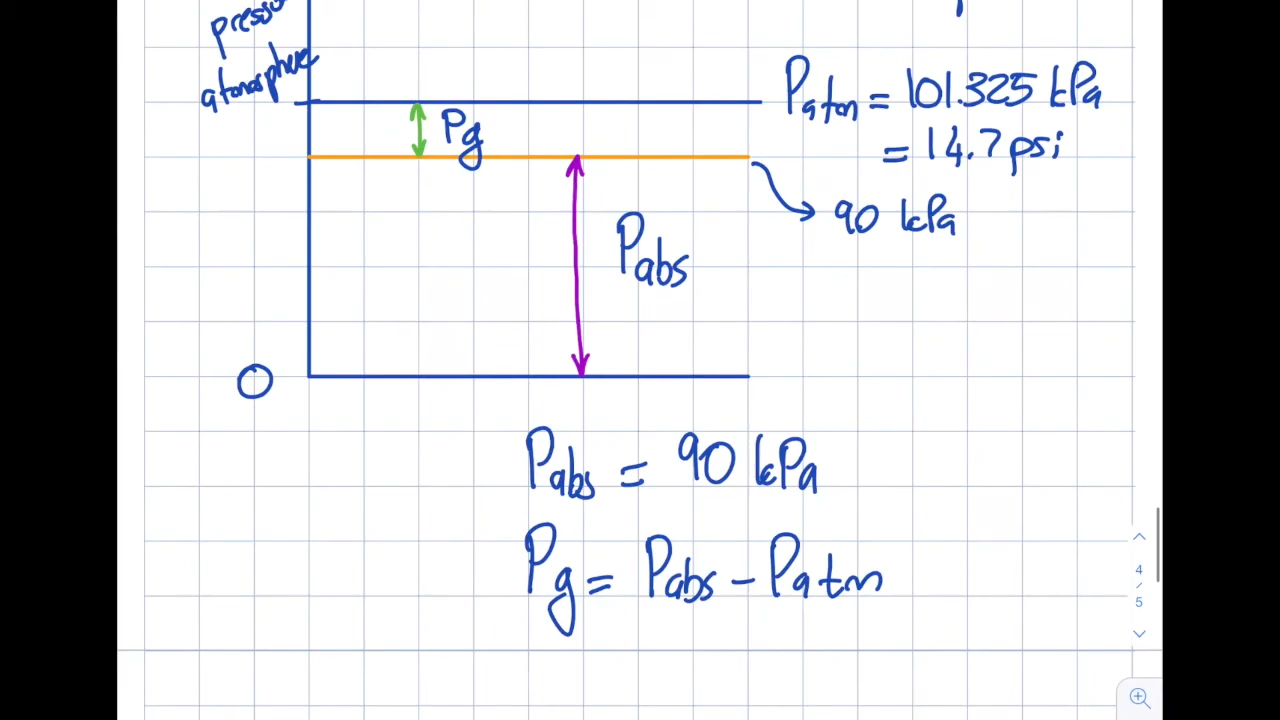 atmosphere
Patm = 101.325 kPa
= 14.7 psi
Pg
90 kPa
Pabs
0
Pabs = 90 kPa
Pg = Pabs - Patm
4
5